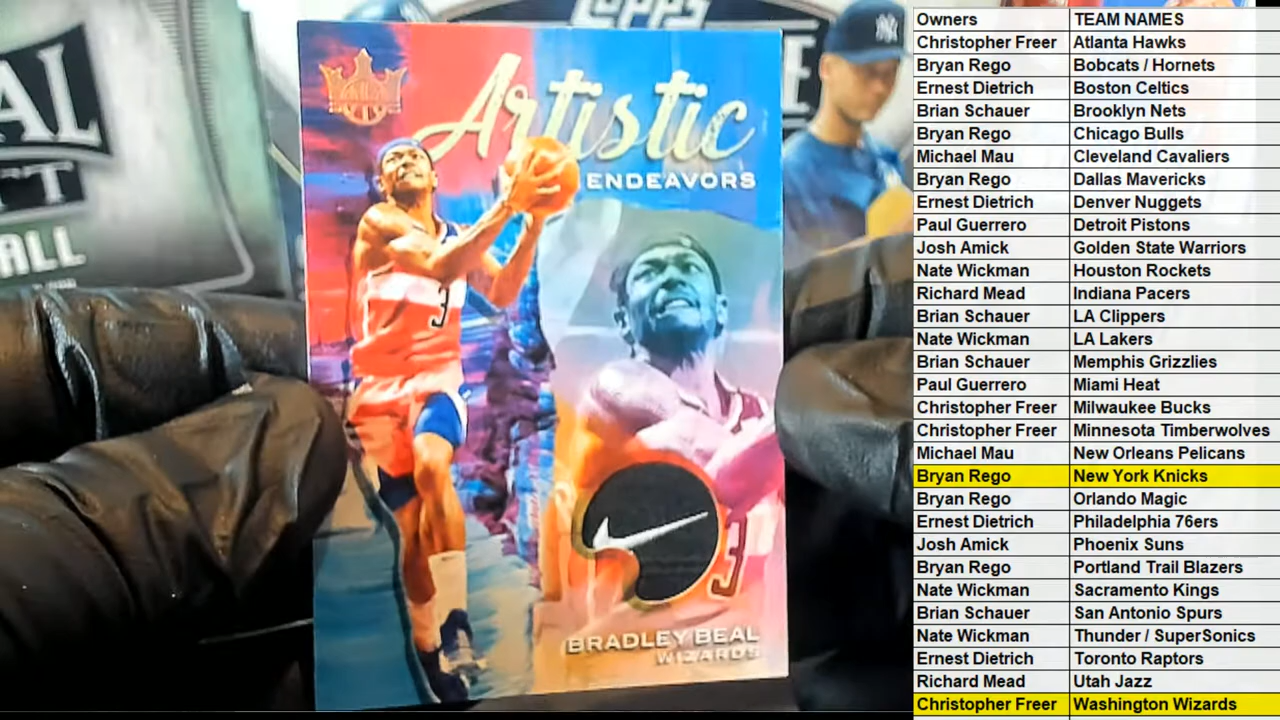 TOPPS
AL
FT
ALL
NY
E
Artistic
ENDEAVORS
3
3
BRADLEY BEAL
WIZARDS
Owners TEAM NAMES
Christopher Freer Atlanta Hawks
Bryan Rego Bobcats / Hornets
Ernest Dietrich Boston Celtics
Brian Schauer Brooklyn Nets
Bryan Rego Chicago Bulls
Michael Mau Cleveland Cavaliers
Bryan Rego Dallas Mavericks
Ernest Dietrich Denver Nuggets
Paul Guerrero Detroit Pistons
Josh Amick Golden State Warriors
Nate Wickman Houston Rockets
Richard Mead Indiana Pacers
Brian Schauer LA Clippers
Nate Wickman LA Lakers
Brian Schauer Memphis Grizzlies
Paul Guerrero Miami Heat
Christopher Freer Milwaukee Bucks
Christopher Freer Minnesota Timberwolves
Michael Mau New Orleans Pelicans
Bryan Rego New York Knicks
Bryan Rego Orlando Magic
Ernest Dietrich Philadelphia 76ers
Josh Amick Phoenix Suns
Bryan Rego Portland Trail Blazers
Nate Wickman Sacramento Kings
Brian Schauer San Antonio Spurs
Nate Wickman Thunder / SuperSonics
Ernest Dietrich Toronto Raptors
Richard Mead Utah Jazz
Christopher Freer Washington Wizards